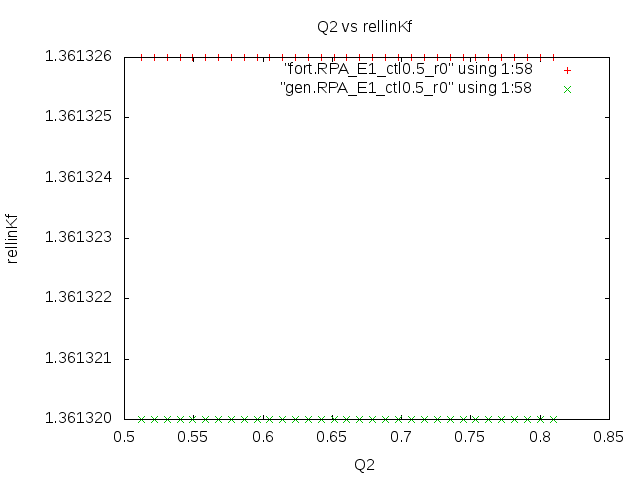 Q2 vs rellinKf
1.361326
1.361325
1.361324
1.361323
1.361322
1.361321
1.361320
"fort.RPA_E1_ctl0.5_r0" using 1:58
"gen.RPA_E1_ctl0.5_r0" using 1:58
rellinKf
0.5 0.55 0.6 0.65 0.7 0.75 0.8 0.85
Q2